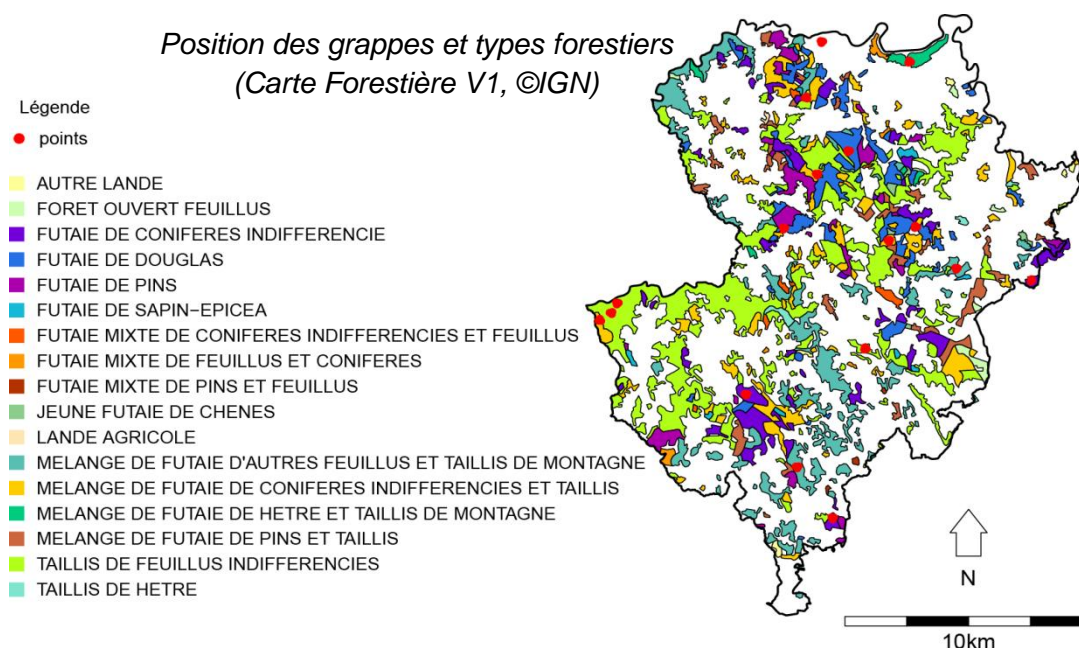 Position des grappes et types forestiers
(Carte Forestière V1, ©IGN)
Légende
points
AUTRE LANDE
FORET OUVERT FEUILLUS
FUTAIE DE CONIFERES INDIFFERENCIE
FUTAIE DE DOUGLAS
FUTAIE DE PINS
FUTAIE DE SAPIN−EPICEA
FUTAIE MIXTE DE CONIFERES INDIFFERENCIES ET FEUILLUS
FUTAIE MIXTE DE FEUILLUS ET CONIFERES
FUTAIE MIXTE DE PINS ET FEUILLUS
JEUNE FUTAIE DE CHENES
LANDE AGRICOLE
MELANGE DE FUTAIE D'AUTRES FEUILLUS ET TAILLIS DE MONTAGNE
MELANGE DE FUTAIE DE CONIFERES INDIFFERENCIES ET TAILLIS
MELANGE DE FUTAIE DE HETRE ET TAILLIS DE MONTAGNE
MELANGE DE FUTAIE DE PINS ET TAILLIS
TAILLIS DE FEUILLUS INDIFFERENCIES
TAILLIS DE HETRE
N
10km